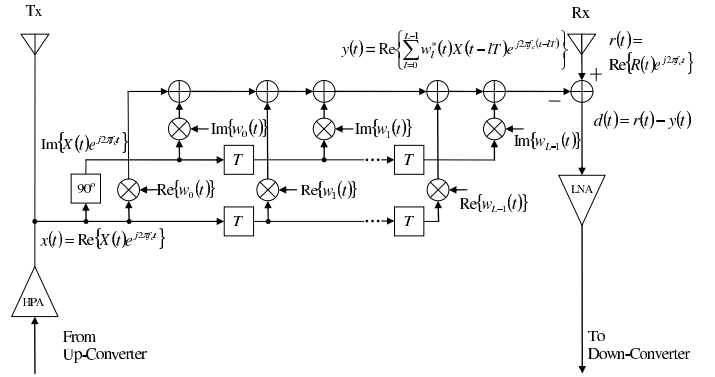 Tx
Rx
y(t) = Re{∑_{l=0}^{L-1} w_l^*(t)X(t-lT)e^{j2πf_c(t-lT)}}
r(t) =
Re{R(t)e^{j2πf_c t}}
+
−
d(t) = r(t) − y(t)
Im{X(t)e^{j2πf_c t}}
Im{w_0(t)}
Im{w_1(t)}
Im{w_{L-1}(t)}
T
...
T
90°
Re{w_0(t)}
Re{w_1(t)}
Re{w_{L-1}(t)}
LNA
T
...
T
x(t) = Re{X(t)e^{j2πf_c t}}
HPA
From
Up-Converter
To
Down-Converter